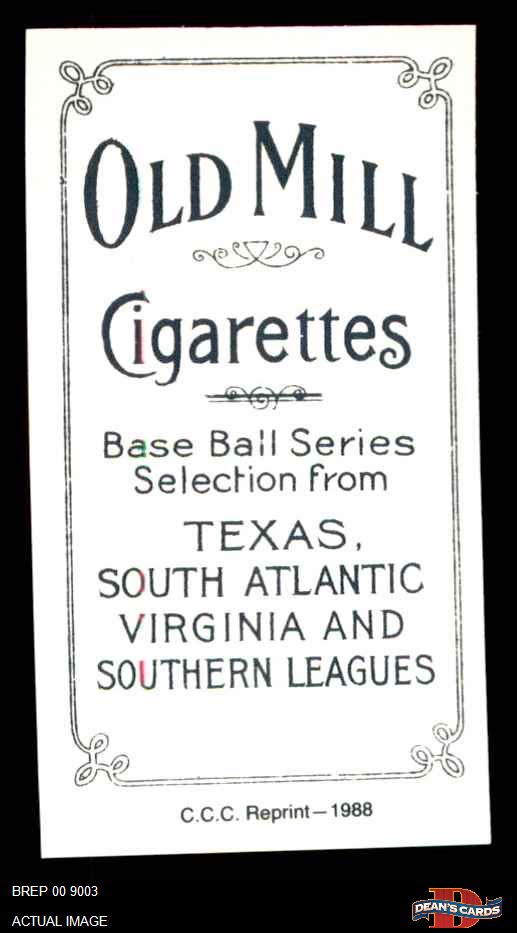 OLD MILL
Cigarettes
Base Ball Series
Selection from
TEXAS,
SOUTH ATLANTIC
VIRGINIA AND
SOUTHERN LEAGUES
C.C.C. Reprint—1988
BREP 00 9003
ACTUAL IMAGE
D
DEAN'S CARDS